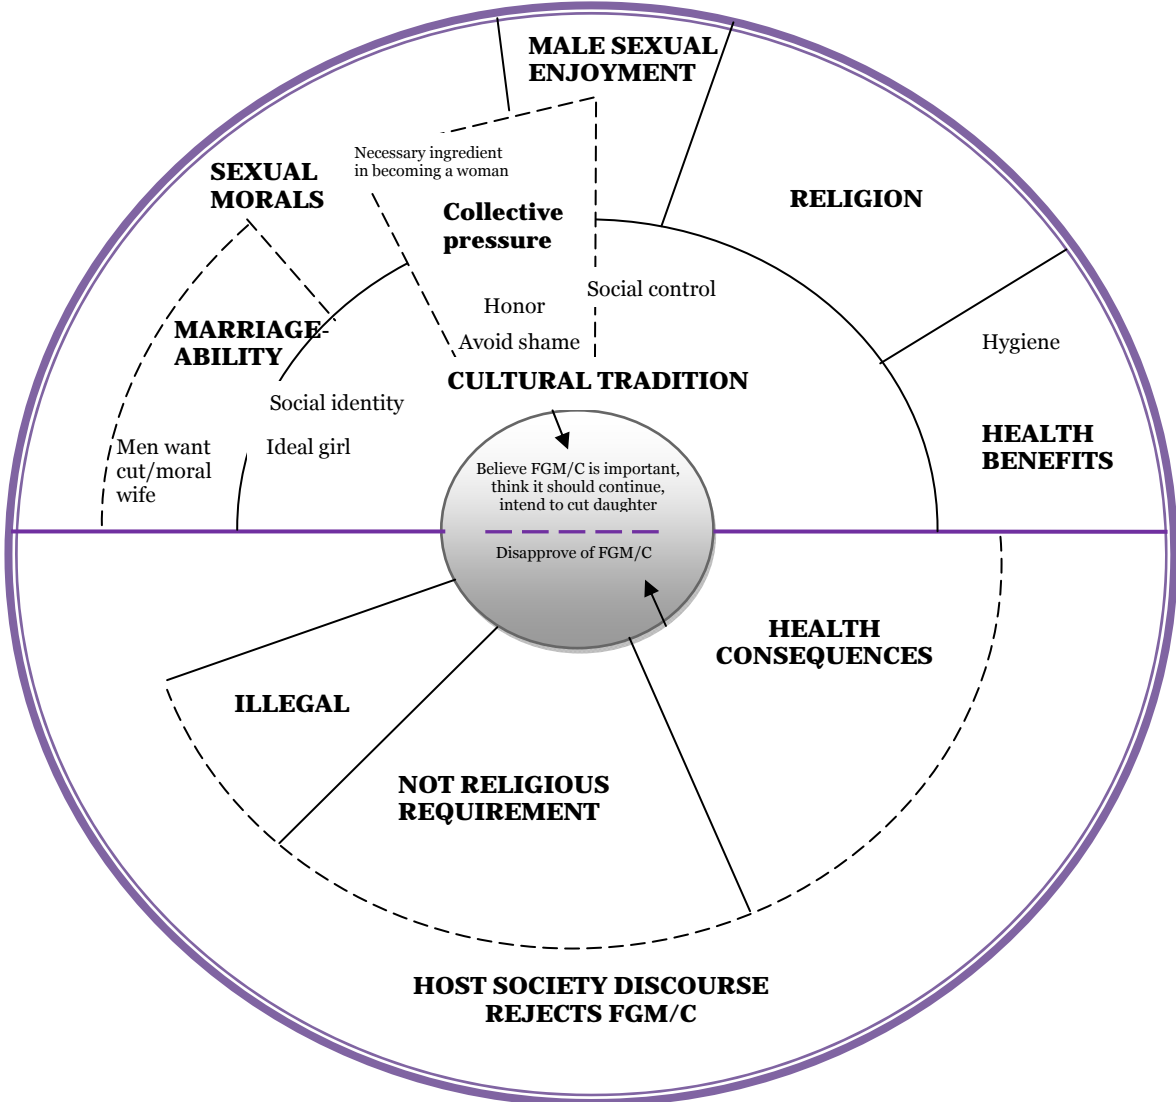 MALE SEXUAL
ENJOYMENT
Necessary ingredient
in becoming a woman
SEXUAL
MORALS
RELIGION
Collective
pressure
Social control
Honor
MARRIAGE-
ABILITY
Avoid shame
Hygiene
CULTURAL TRADITION
Social identity
Men want
cut/moral
wife
Ideal girl
HEALTH
BENEFITS
Believe FGM/C is important,
think it should continue,
intend to cut daughter
Disapprove of FGM/C
HEALTH
CONSEQUENCES
ILLEGAL
NOT RELIGIOUS
REQUIREMENT
HOST SOCIETY DISCOURSE
REJECTS FGM/C